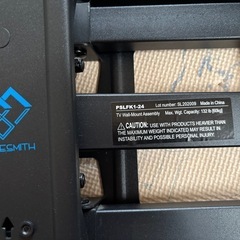 PSLFK1-24
Lot number: SL202009 Made in China
TV Wall-Mount Assembly Max. Wgt. Capacity: 132 lb (60kg)
CAUTION: USE WITH PRODUCTS HEAVIER THAN
THE MAXIMUM WEIGHT INDICATED MAY RESULT IN
INSTABILITY AND POSSIBLE PERSONAL INJURY.
ESMITH